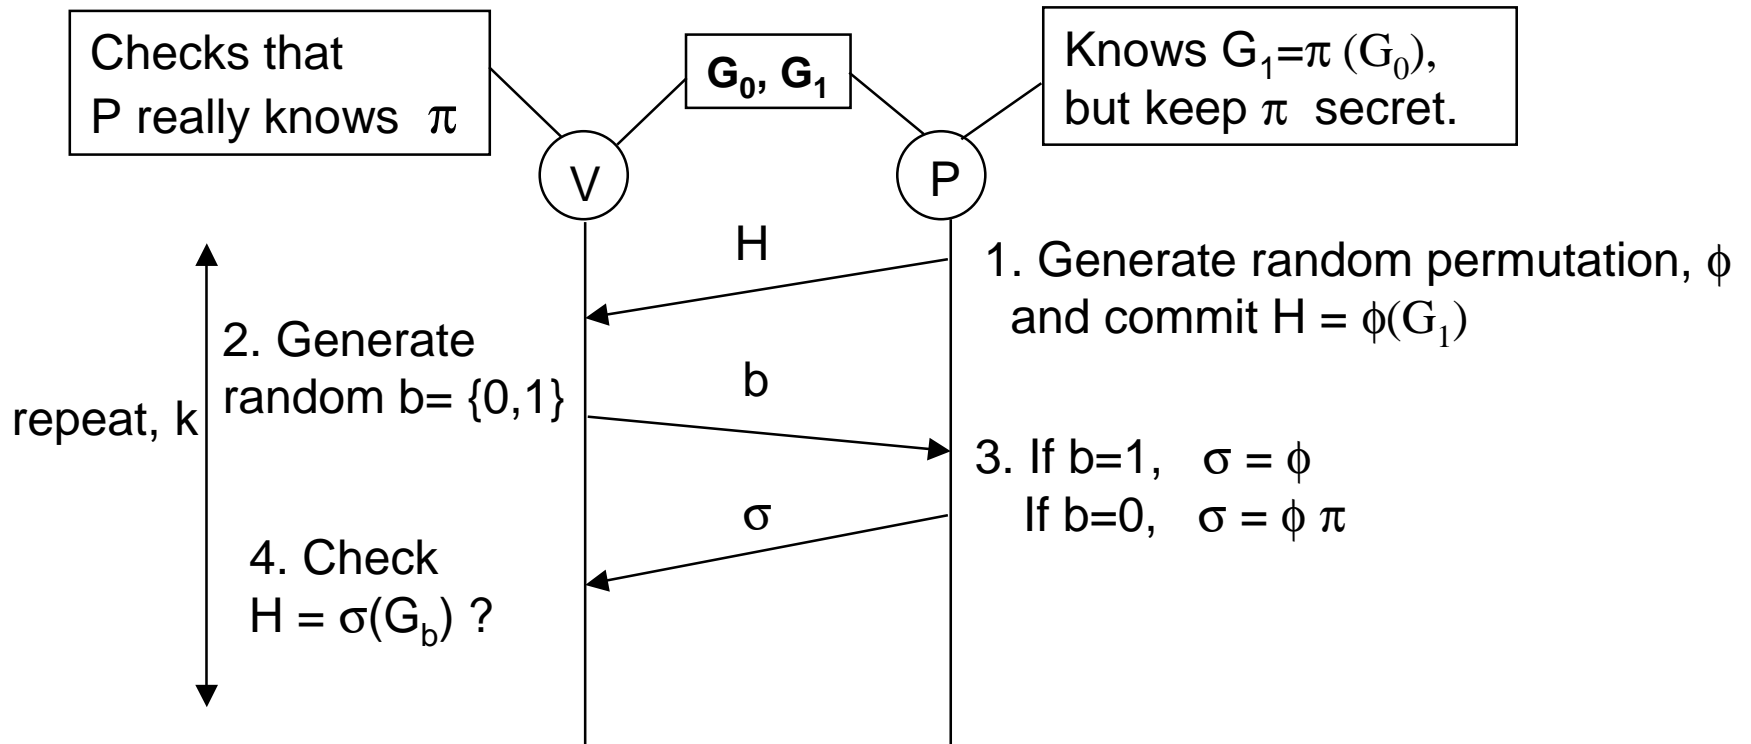 Checks that
P really knows π
G₀, G₁
Knows G₁=π (G₀),
but keep π secret.
V
P
H
1. Generate random permutation, ϕ
and commit H = ϕ(G₁)
2. Generate
random b= {0,1}
b
repeat, k
3. If b=1, σ = ϕ
If b=0, σ = ϕ π
σ
4. Check
H = σ(G_b) ?